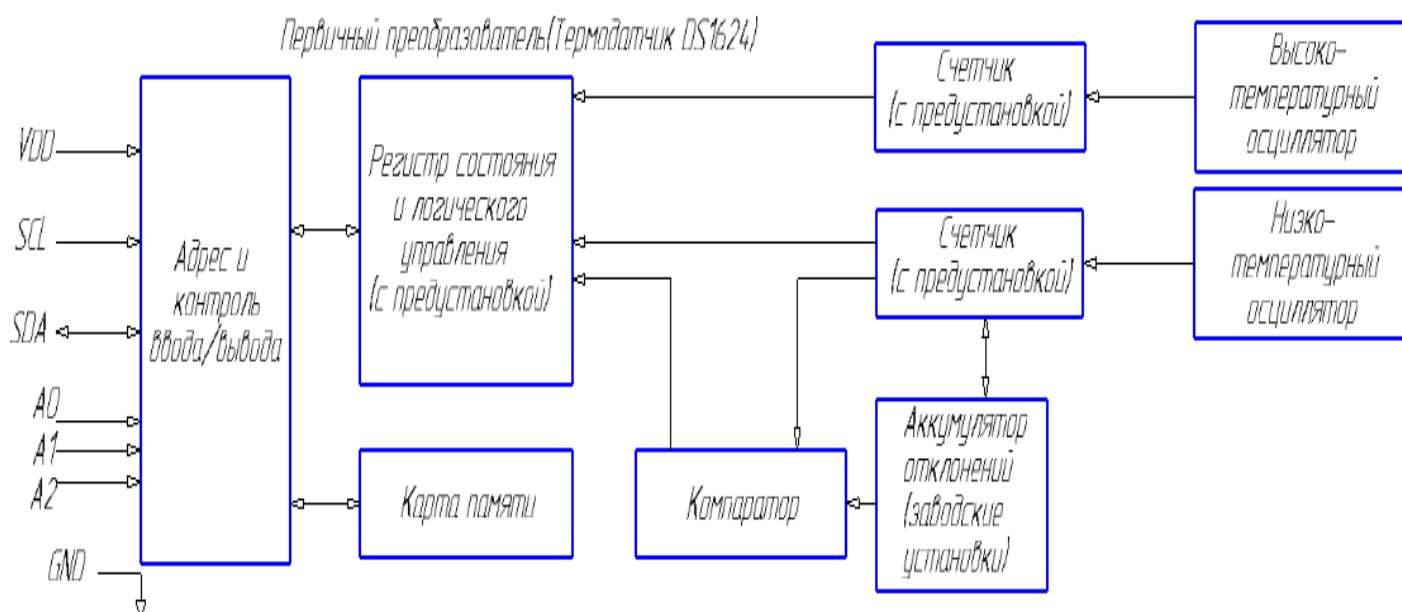 Первичный преобразователь(Термодатчик DS1624)
VDD
SCL
SDA
A0
A1
A2
GND
Адрес и
контроль
ввода/вывода
Регистр состояния
и логического
управления
(с предустановкой)
Карта памяти
Счетчик
(с предустановкой)
Высоко-
температурный
осциллятор
Счетчик
(с предустановкой)
Низко-
температурный
осциллятор
Компаратор
Аккумулятор
отклонений
(заводские
установки)